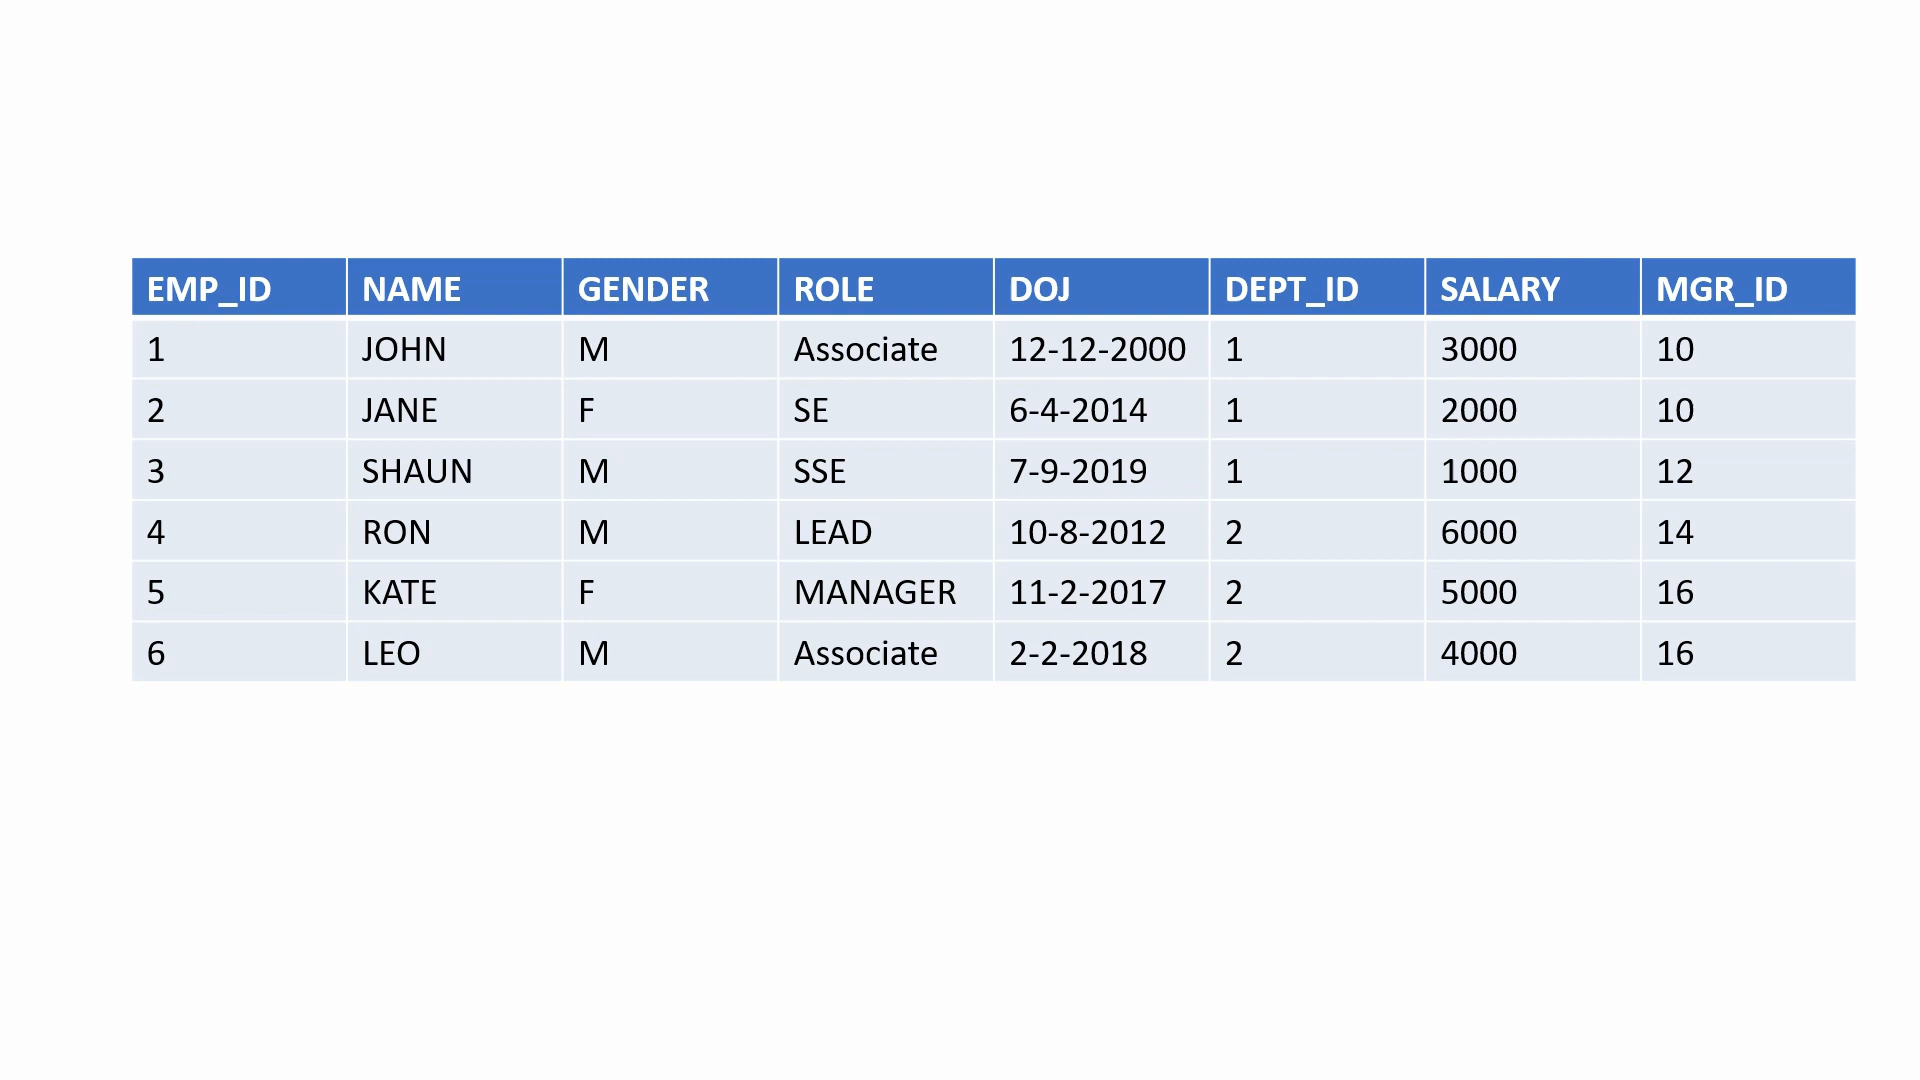 EMP_ID NAME GENDER ROLE DOJ DEPT_ID SALARY MGR_ID
1 JOHN M Associate 12-12-2000 1 3000 10
2 JANE F SE 6-4-2014 1 2000 10
3 SHAUN M SSE 7-9-2019 1 1000 12
4 RON M LEAD 10-8-2012 2 6000 14
5 KATE F MANAGER 11-2-2017 2 5000 16
6 LEO M Associate 2-2-2018 2 4000 16